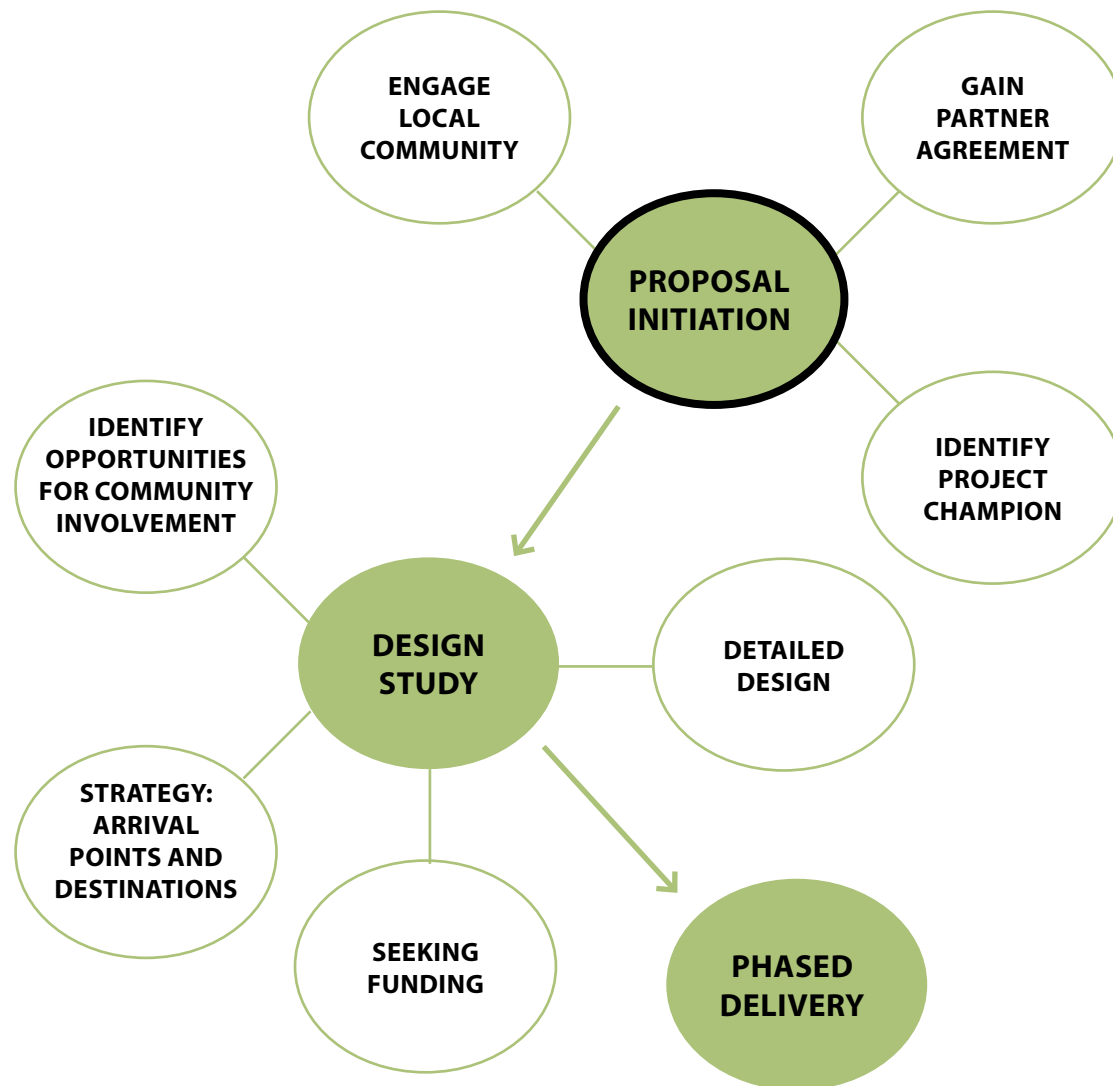 ENGAGE
LOCAL
COMMUNITY
GAIN
PARTNER
AGREEMENT
PROPOSAL
INITIATION
IDENTIFY
PROJECT
CHAMPION
IDENTIFY
OPPORTUNITIES
FOR COMMUNITY
INVOLVEMENT
DESIGN
STUDY
DETAILED
DESIGN
STRATEGY:
ARRIVAL
POINTS AND
DESTINATIONS
SEEKING
FUNDING
PHASED
DELIVERY